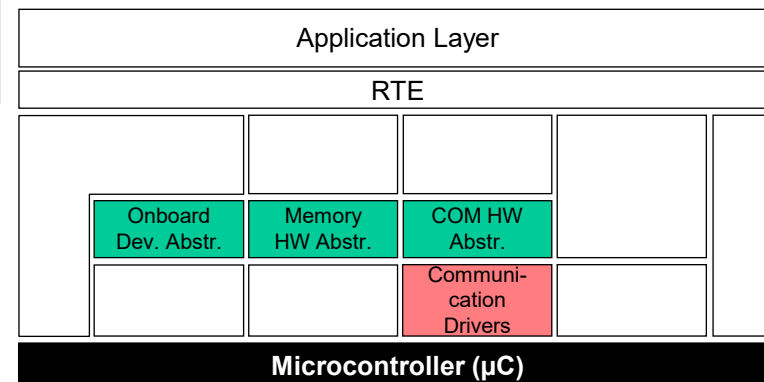 Application Layer
RTE
Onboard
Dev. Abstr.
Memory
HW Abstr.
COM HW
Abstr.
Communi-
cation
Drivers
Microcontroller (µC)